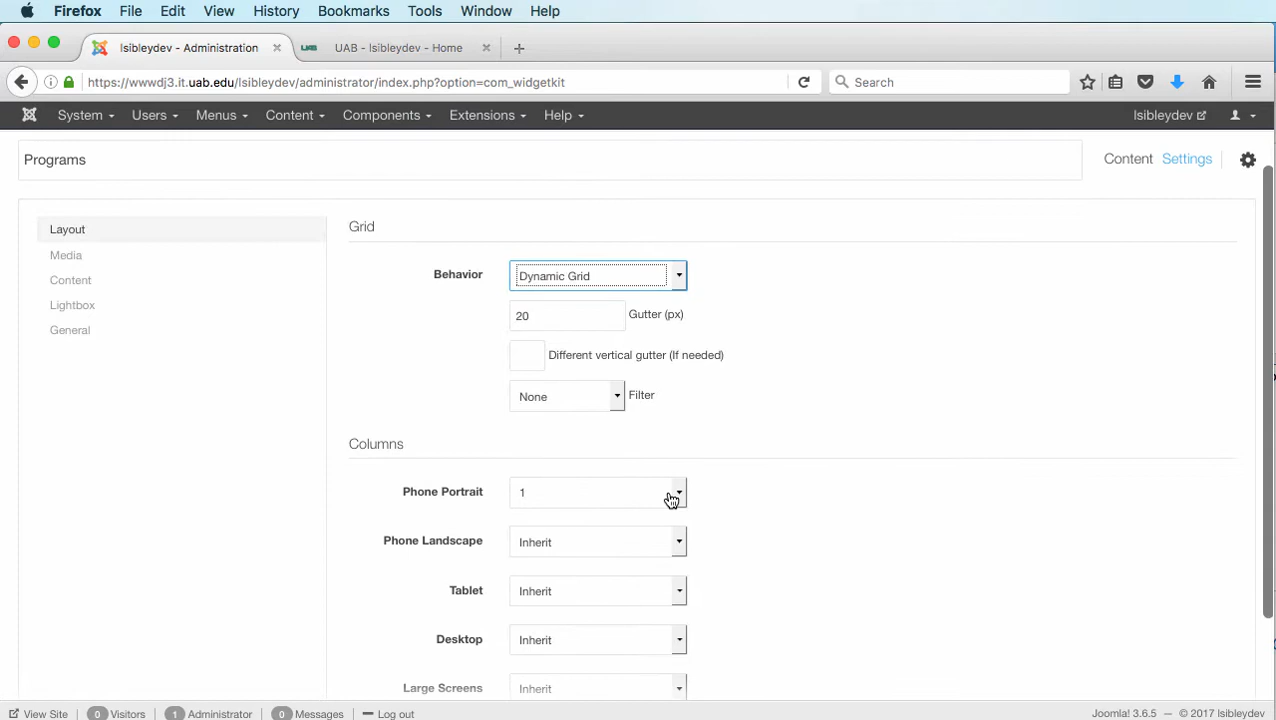 Firefox File Edit View History Bookmarks Tools Window Help
lsibleydev - Administration UAB - lsibleydev - Home
https://wwwdj3.it.uab.edu/lsibleydev/administrator/index.php?option=com_widgetkit Search
System Users Menus Content Components Extensions Help lsibleydev
Programs Content Settings
Layout
Media
Content
Lightbox
General
Grid
Behavior Dynamic Grid
20 Gutter (px)
Different vertical gutter (If needed)
None Filter
Columns
Phone Portrait 1
Phone Landscape Inherit
Tablet Inherit
Desktop Inherit
Large Screens Inherit
View Site 0 Visitors 1 Administrator 0 Messages Log out Joomla! 3.6.5 — © 2017 lsibleydev